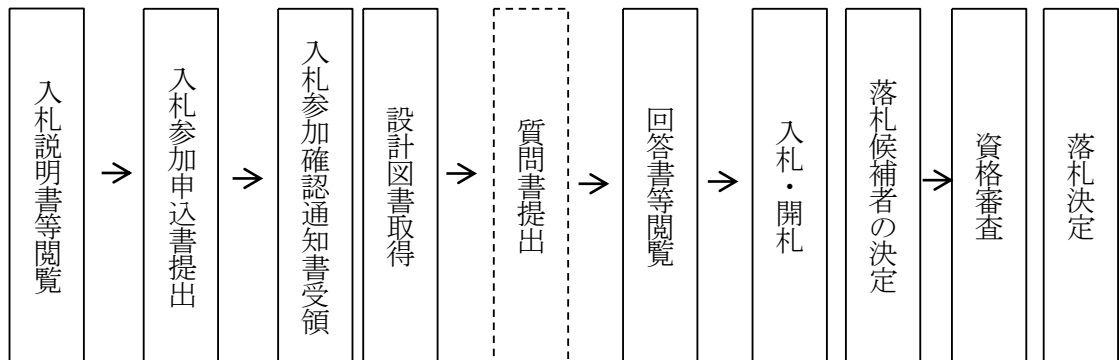 入札説明書等閲覧
入札参加申込書提出
入札参加確認通知書受領
設計図書取得
質問書提出
回答書等閲覧
入札・開札
落札候補者の決定
資格審査
落札決定